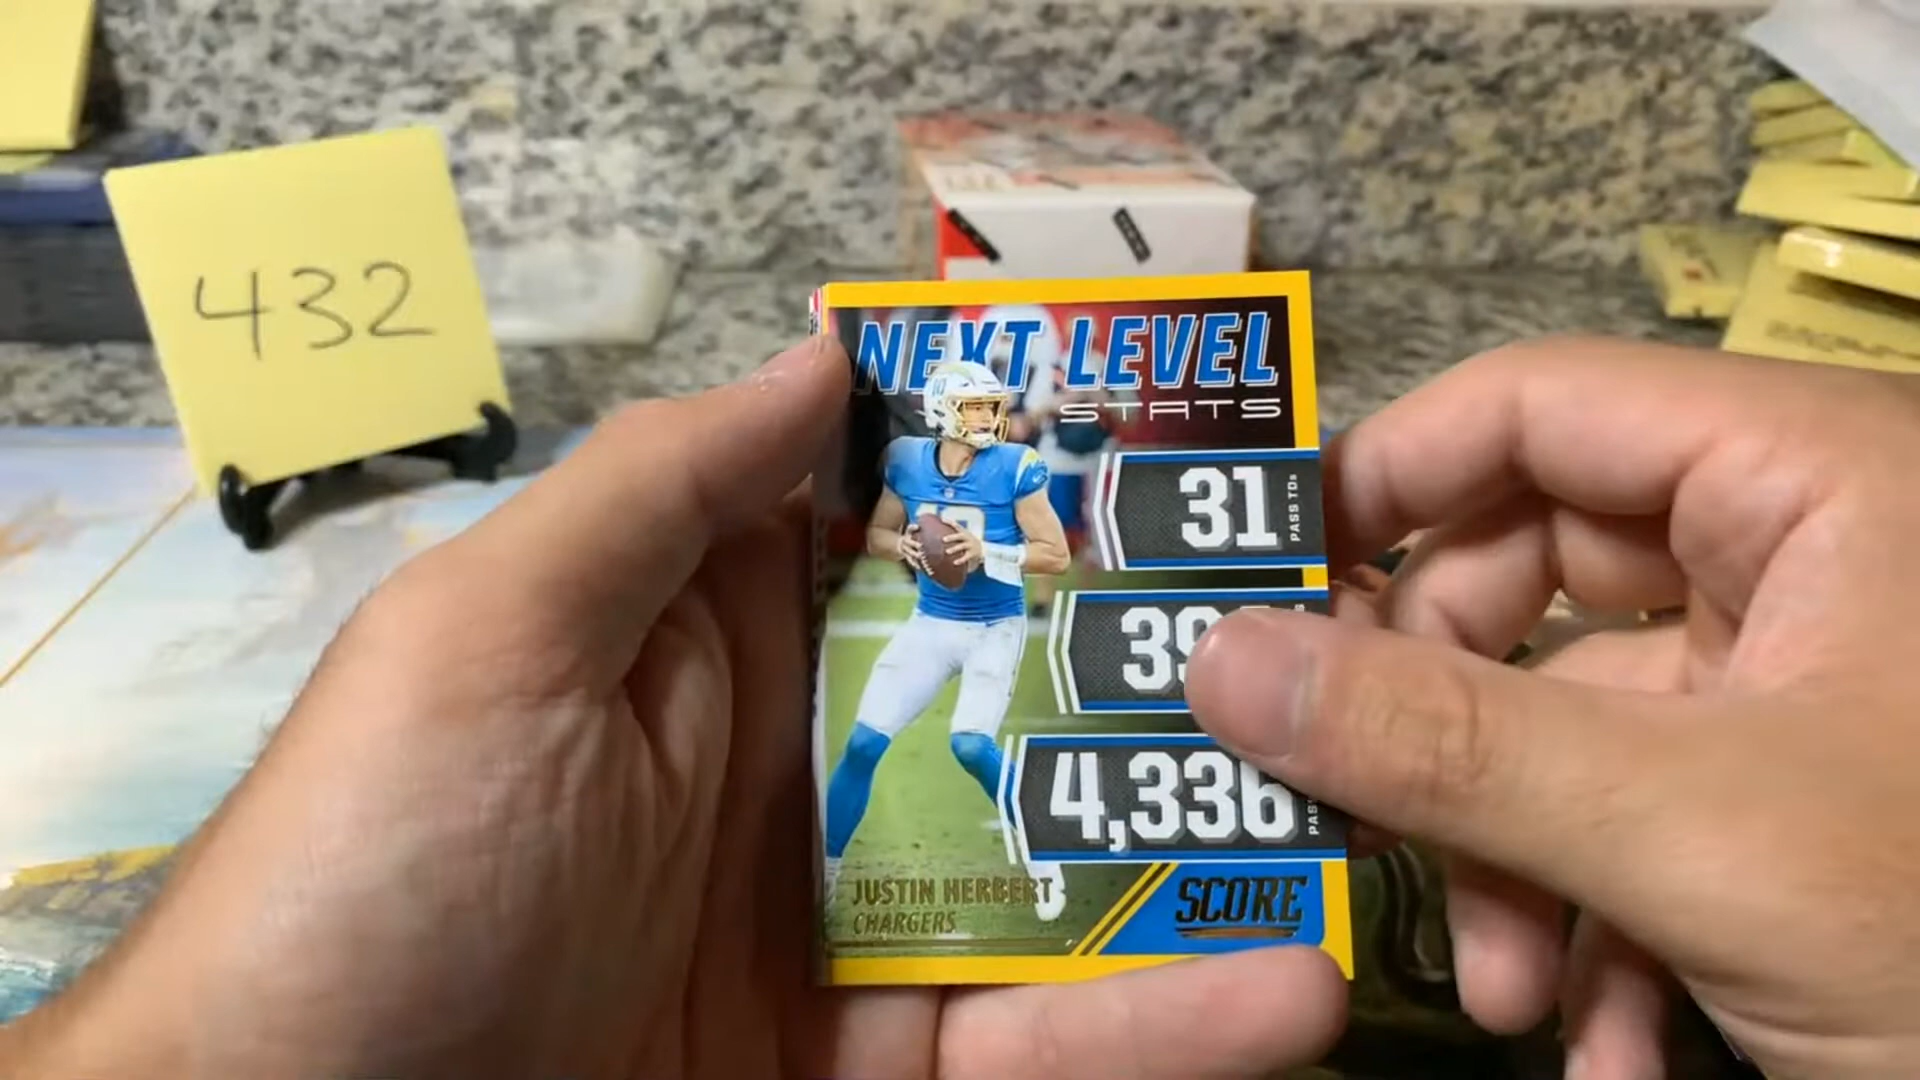 432
NEXT LEVEL
STATS
31
PASS TDs
4,336
JUSTIN HERBERT
CHARGERS
SCORE